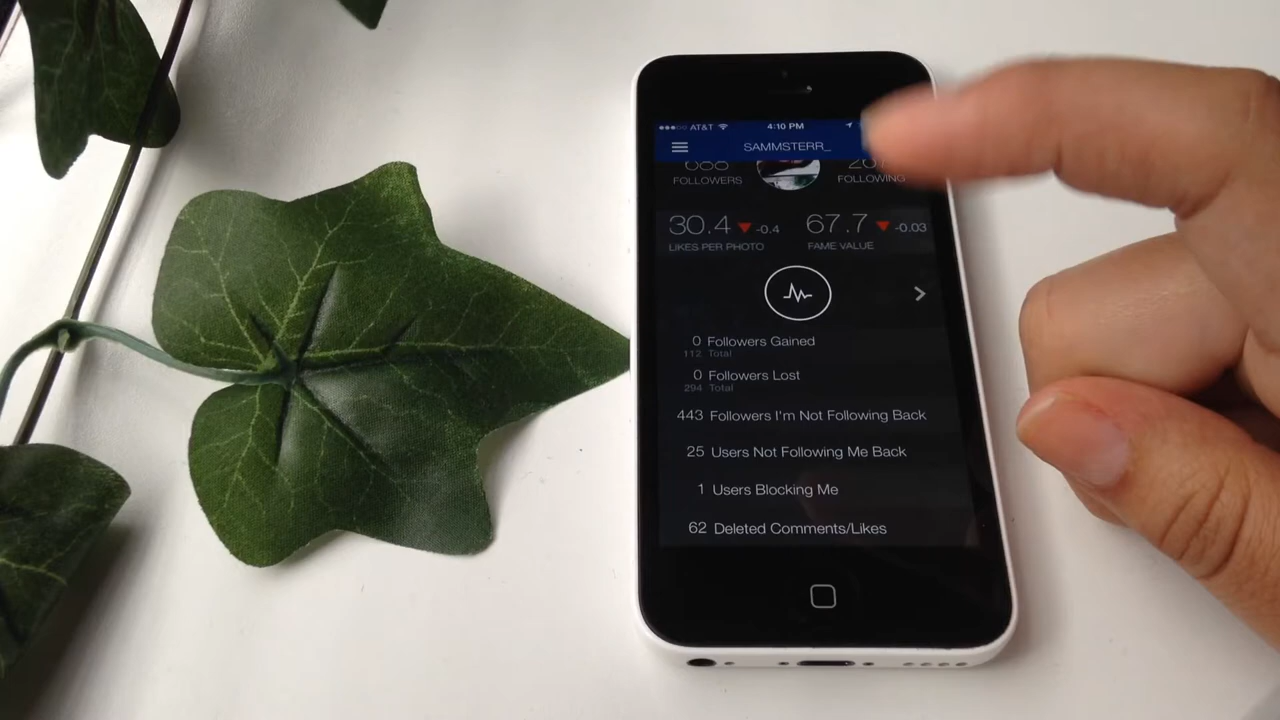 AT&T 4:10 PM
SAMMSTERR_
FOLLOWERS FOLLOWING
30.4 -0.4 67.7 -0.03
LIKES PER PHOTO FAME VALUE
0 Followers Gained
112 Total
0 Followers Lost
294 Total
443 Followers I'm Not Following Back
25 Users Not Following Me Back
1 Users Blocking Me
62 Deleted Comments/Likes